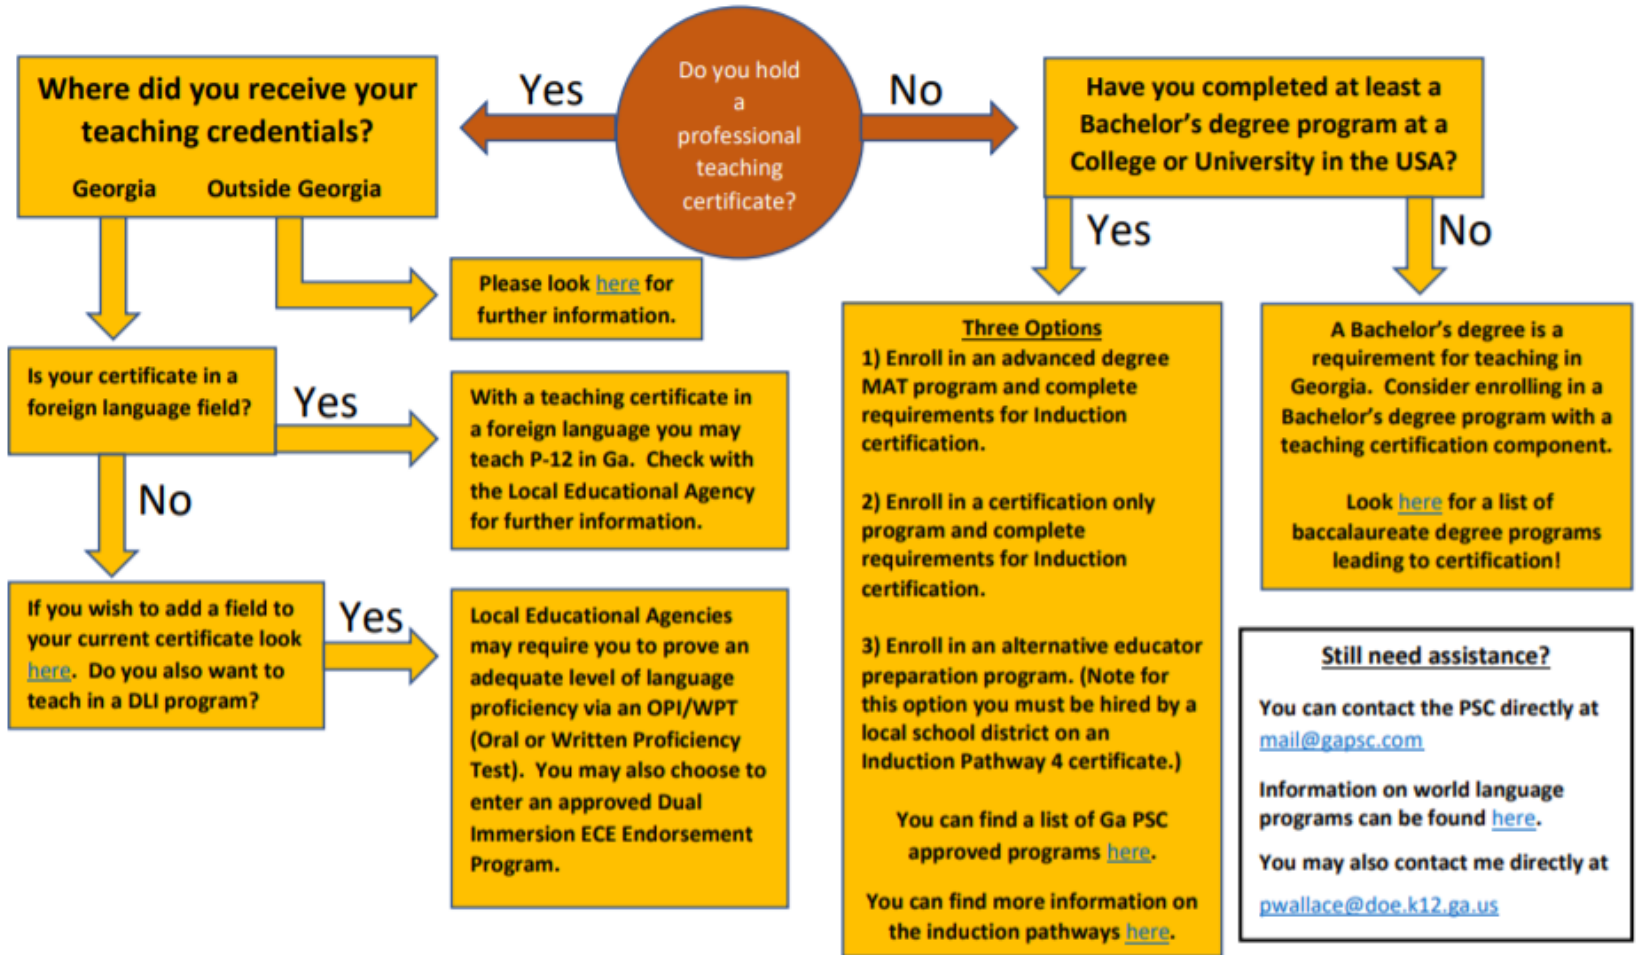 Do you hold
a
professional
teaching
certificate?
Yes
No
Where did you receive your
teaching credentials?
Georgia Outside Georgia
Please look here for
further information.
Is your certificate in a
foreign language field?
Yes
With a teaching certificate in
a foreign language you may
teach P-12 in Ga. Check with
the Local Educational Agency
for further information.
No
If you wish to add a field to
your current certificate look
here. Do you also want to
teach in a DLI program?
Yes
Local Educational Agencies
may require you to prove an
adequate level of language
proficiency via an OPI/WPT
(Oral or Written Proficiency
Test). You may also choose to
enter an approved Dual
Immersion ECE Endorsement
Program.
Have you completed at least a
Bachelor's degree program at a
College or University in the USA?
Yes
No
Three Options
1) Enroll in an advanced degree
MAT program and complete
requirements for Induction
certification.
2) Enroll in a certification only
program and complete
requirements for Induction
certification.
3) Enroll in an alternative educator
preparation program. (Note for
this option you must be hired by a
local school district on an
Induction Pathway 4 certificate.)
You can find a list of Ga PSC
approved programs here.
You can find more information on
the induction pathways here.
A Bachelor's degree is a
requirement for teaching in
Georgia. Consider enrolling in a
Bachelor's degree program with a
teaching certification component.
Look here for a list of
baccalaureate degree programs
leading to certification!
Still need assistance?
You can contact the PSC directly at
mail@gapsc.com
Information on world language
programs can be found here.
You may also contact me directly at
pwallace@doe.k12.ga.us